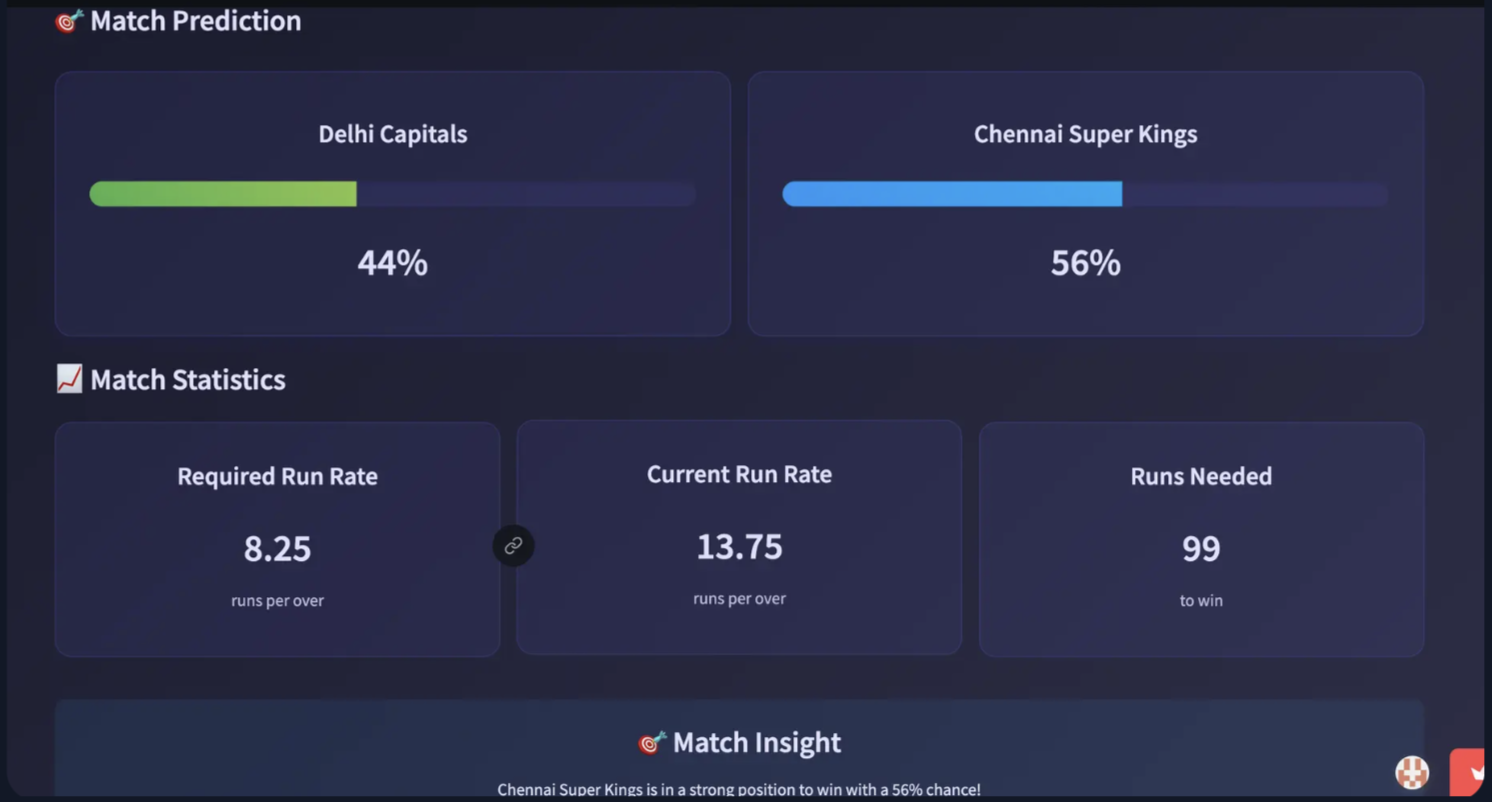 🎯 Match Prediction
Delhi Capitals
Chennai Super Kings
44%
56%
📈 Match Statistics
Required Run Rate
Current Run Rate
Runs Needed
8.25
13.75
99
runs per over
runs per over
to win
🎯 Match Insight
Chennai Super Kings is in a strong position to win with a 56% chance!